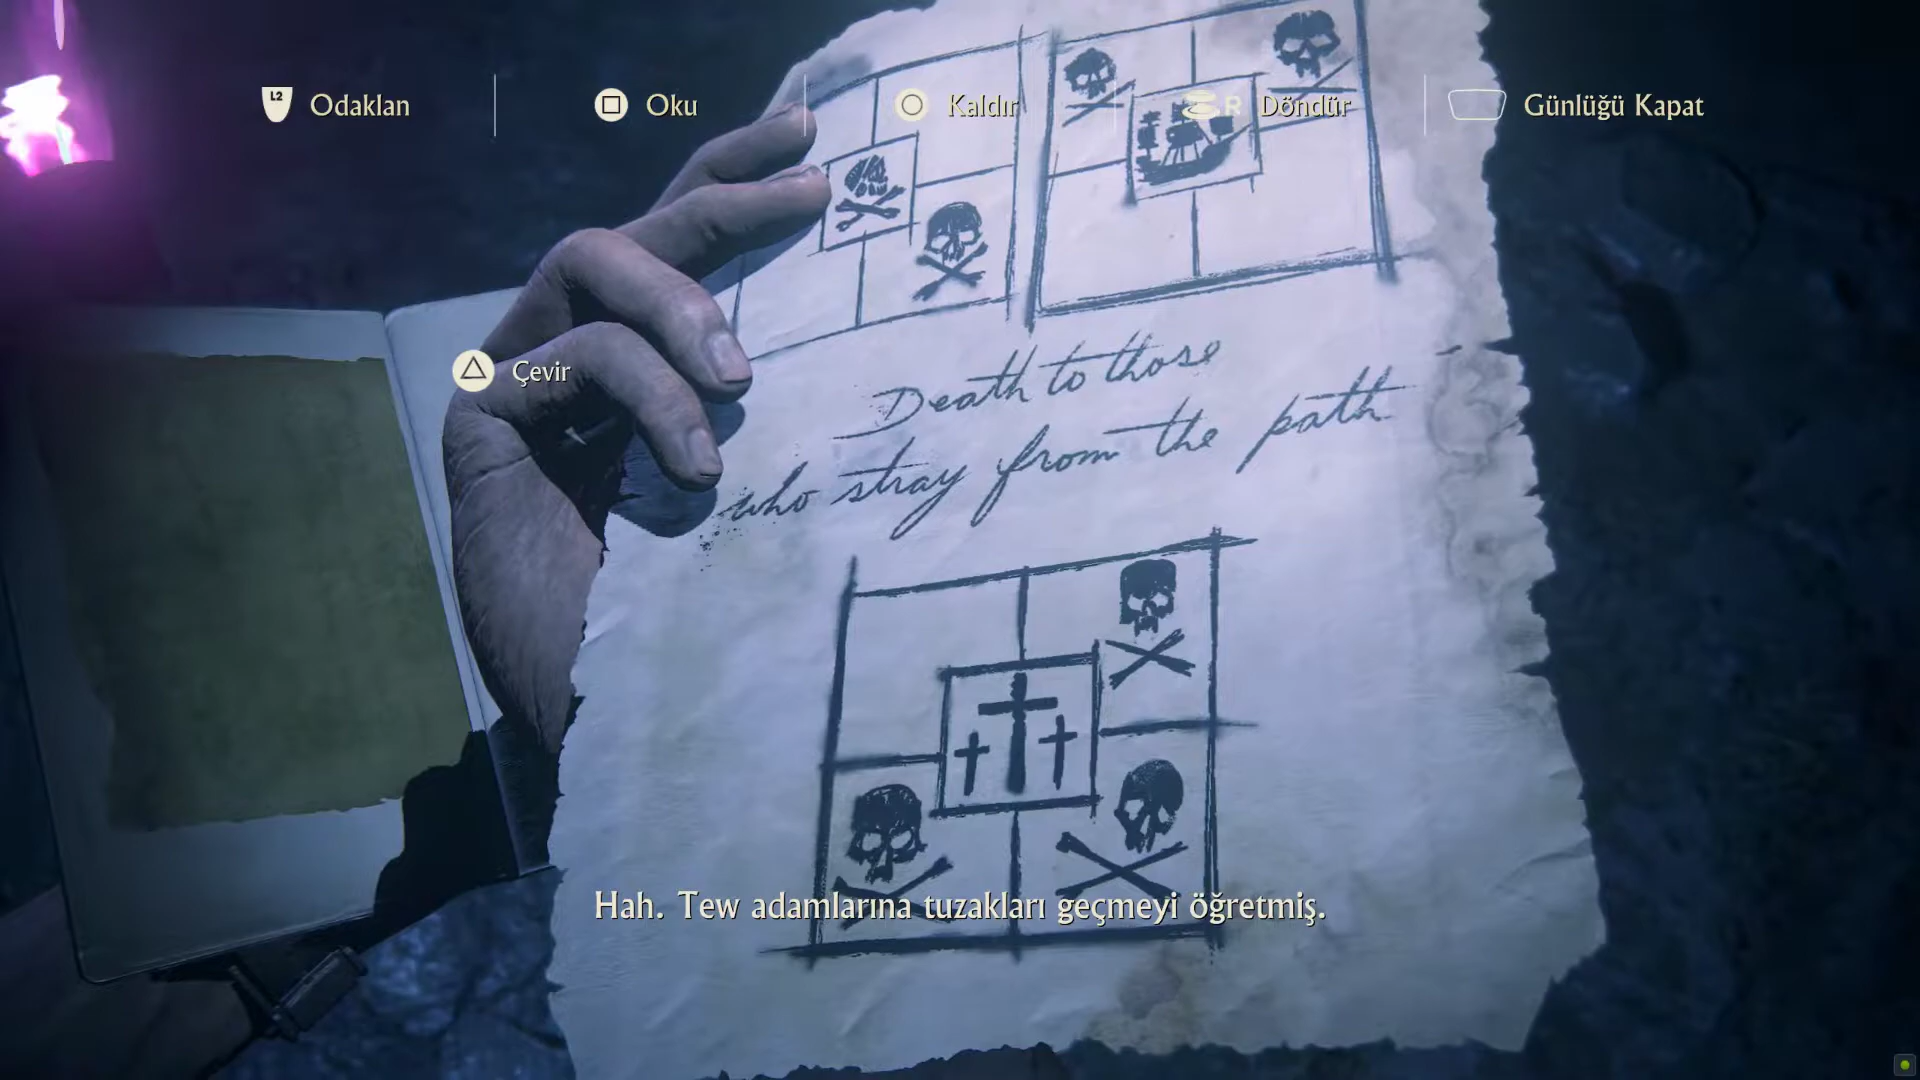 L2 Odaklan
Oku
Kaldır
R Döndür
Günlüğü Kapat
Çevir
Death to those
who stray from the path
Hah. Tew adamlarına tuzakları geçmeyi öğretmiş.